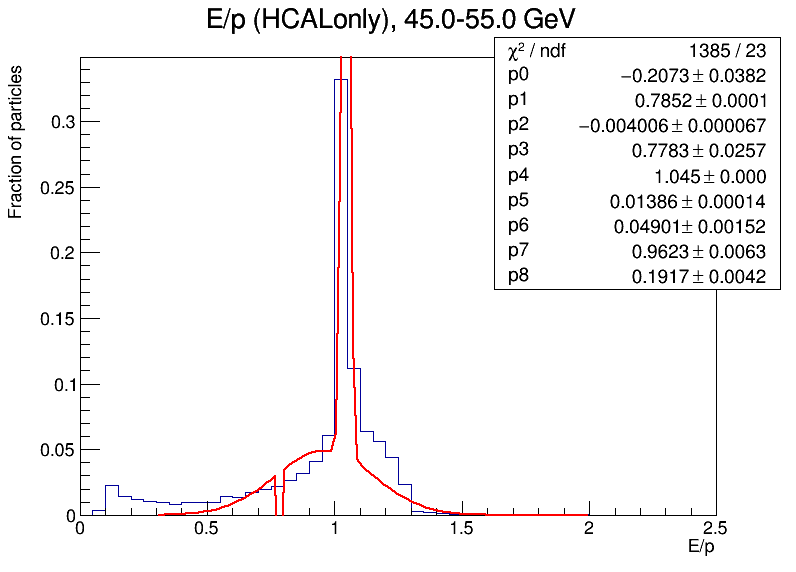 E/p (HCALonly), 45.0-55.0 GeV
χ² / ndf 1385 / 23
p0 −0.2073 ± 0.0382
p1 0.7852 ± 0.0001
p2 −0.004006 ± 0.000067
p3 0.7783 ± 0.0257
p4 1.045 ± 0.000
p5 0.01386 ± 0.00014
p6 0.04901 ± 0.00152
p7 0.9623 ± 0.0063
p8 0.1917 ± 0.0042
Fraction of particles
0.3
0.25
0.2
0.15
0.1
0.05
0
0 0.5 1 1.5 2 2.5
E/p